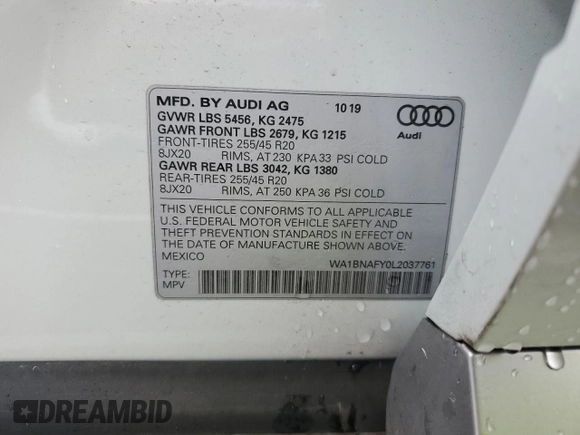 MFD. BY AUDI AG 10 19
GVWR LBS 5456, KG 2475
GAWR FRONT LBS 2679, KG 1215
FRONT-TIRES 255/45 R20
8JX20 RIMS, AT 230 KPA 33 PSI COLD
GAWR REAR LBS 3042, KG 1380
REAR-TIRES 255/45 R20
8JX20 RIMS, AT 250 KPA 36 PSI COLD
Audi
THIS VEHICLE CONFORMS TO ALL APPLICABLE
U.S. FEDERAL MOTOR VEHICLE SAFETY AND
THEFT PREVENTION STANDARDS IN EFFECT ON
THE DATE OF MANUFACTURE SHOWN ABOVE.
MEXICO WA1BNAFY0L2037761
TYPE:
MPV
DREAMBID